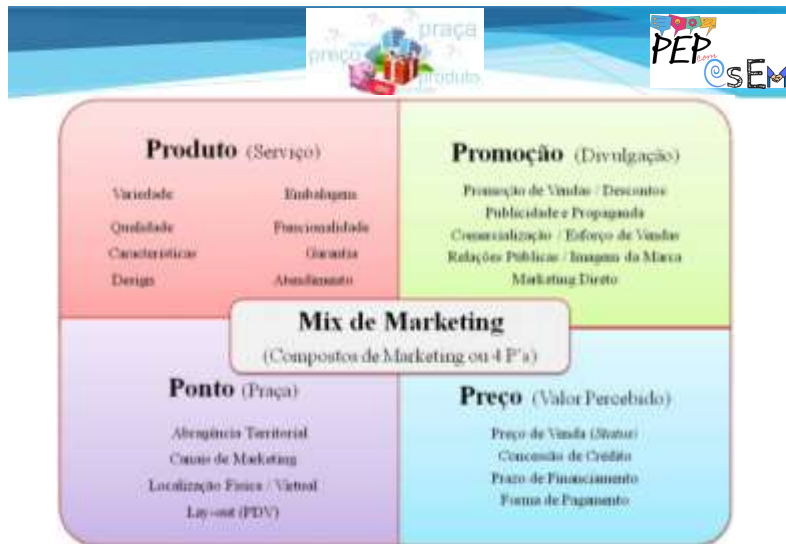 praça
preço
produto
PEP
com
@SEM
Produto (Serviço)
Variedade Embalagem
Qualidade Funcionalidade
Características Garantia
Design Atendimento
Promoção (Divulgação)
Promoção de Vendas / Descontos
Publicidade e Propaganda
Comercialização / Esforço de Vendas
Relações Públicas / Imagem da Marca
Marketing Direto
Mix de Marketing
(Compostos de Marketing ou 4 P's)
Ponto (Praça)
Abrangência Territorial
Canais de Marketing
Localização Física / Virtual
Lay-out (PDV)
Preço (Valor Percebido)
Preço de Venda (Status)
Concessão de Crédito
Prazo de Financiamento
Forma de Pagamento